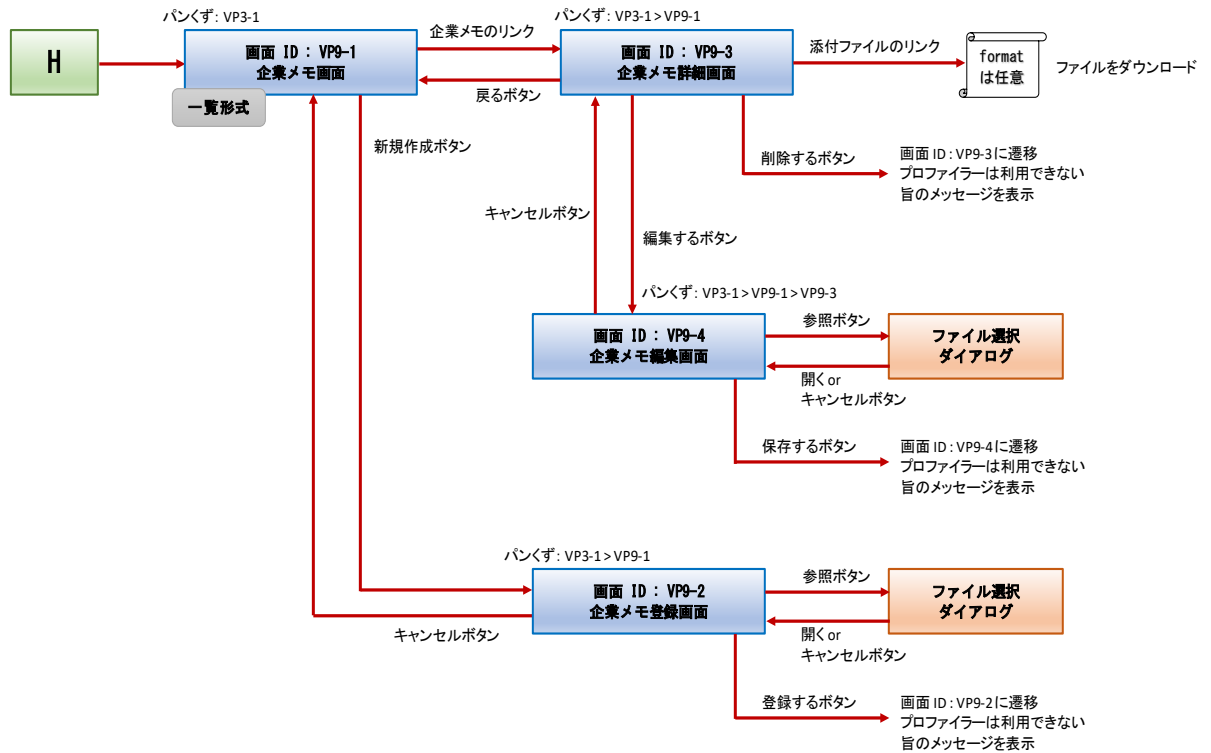 パンくず: VP3-1
パンくず: VP3-1>VP9-1
H
画面 ID : VP9-1
企業メモ画面
一覧形式
企業メモのリンク
戻るボタン
画面 ID : VP9-3
企業メモ詳細画面
添付ファイルのリンク
format
は任意
ファイルをダウンロード
新規作成ボタン
削除するボタン
画面 ID:VP9-3に遷移
プロファイラーは利用できない
旨のメッセージを表示
キャンセルボタン
編集するボタン
パンくず: VP3-1>VP9-1>VP9-3
画面 ID : VP9-4
企業メモ編集画面
参照ボタン
開くor
キャンセルボタン
ファイル選択
ダイアログ
保存するボタン
画面 ID:VP9-4に遷移
プロファイラーは利用できない
旨のメッセージを表示
パンくず: VP3-1>VP9-1
画面 ID : VP9-2
企業メモ登録画面
キャンセルボタン
参照ボタン
開くor
キャンセルボタン
ファイル選択
ダイアログ
登録するボタン
画面 ID:VP9-2に遷移
プロファイラーは利用できない
旨のメッセージを表示